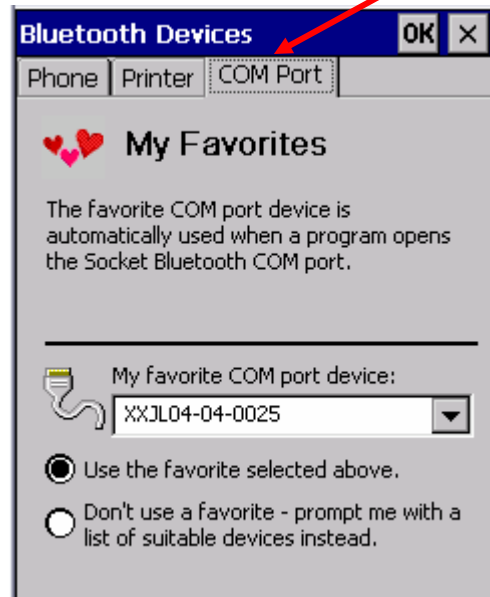 Bluetooth Devices OK ×
Phone Printer COM Port
My Favorites
The favorite COM port device is
automatically used when a program opens
the Socket Bluetooth COM port.
My favorite COM port device:
XXJL04-04-0025
Use the favorite selected above.
Don't use a favorite - prompt me with a
list of suitable devices instead.